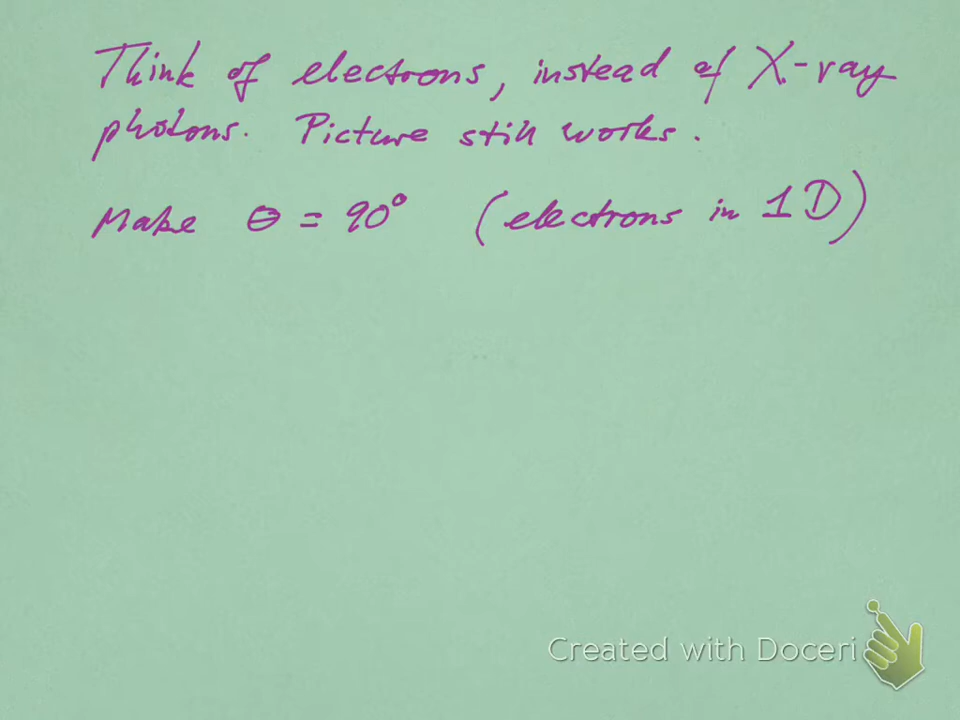 Think of electrons, instead of X-ray
photons. Picture still works.
Make θ = 90° (electrons in 1D)
Created with Doceri